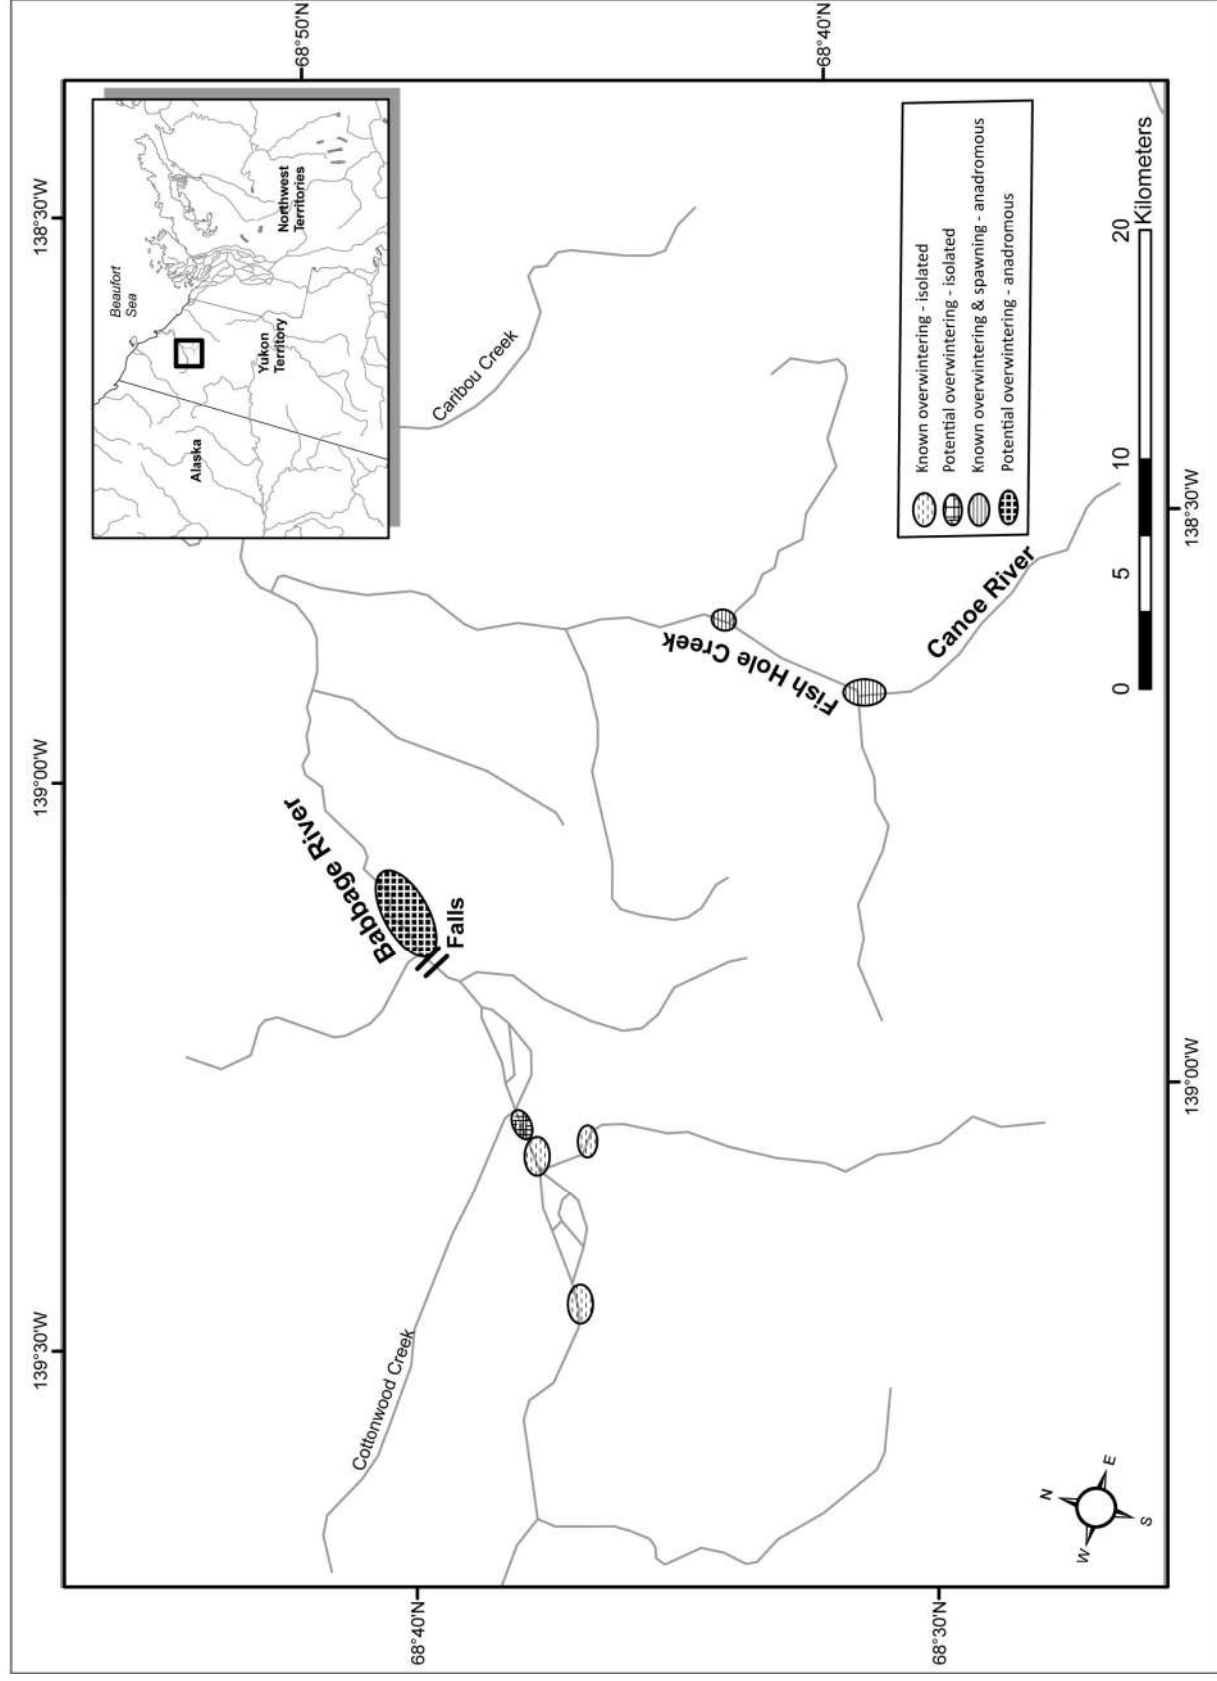 138°30'W
139°00'W
139°30'W
68°50'N
68°40'N
Beaufort
Sea
Northwest
Territories
Yukon
Territory
Alaska
Caribou Creek
Babbage River
Falls
Cottonwood Creek
Fish Hole Creek
Canoe River
Known overwintering - isolated
Potential overwintering - isolated
Known overwintering & spawning - anadromous
Potential overwintering - anadromous
0 5 10 20
Kilometers
N
E
S
W
68°40'N
68°30'N
139°00'W
138°30'W